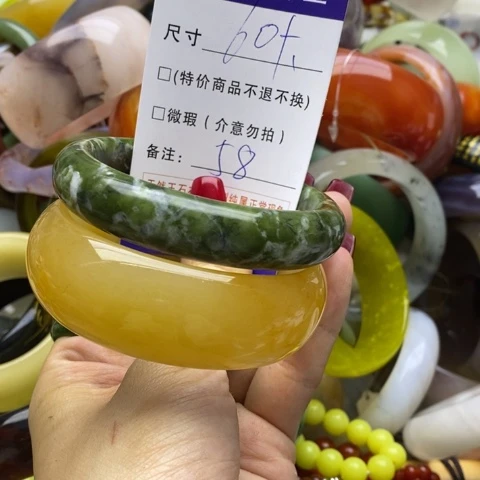 尺寸 60+
□(特价商品不退不换)
□微瑕(介意勿拍)
备注: 58